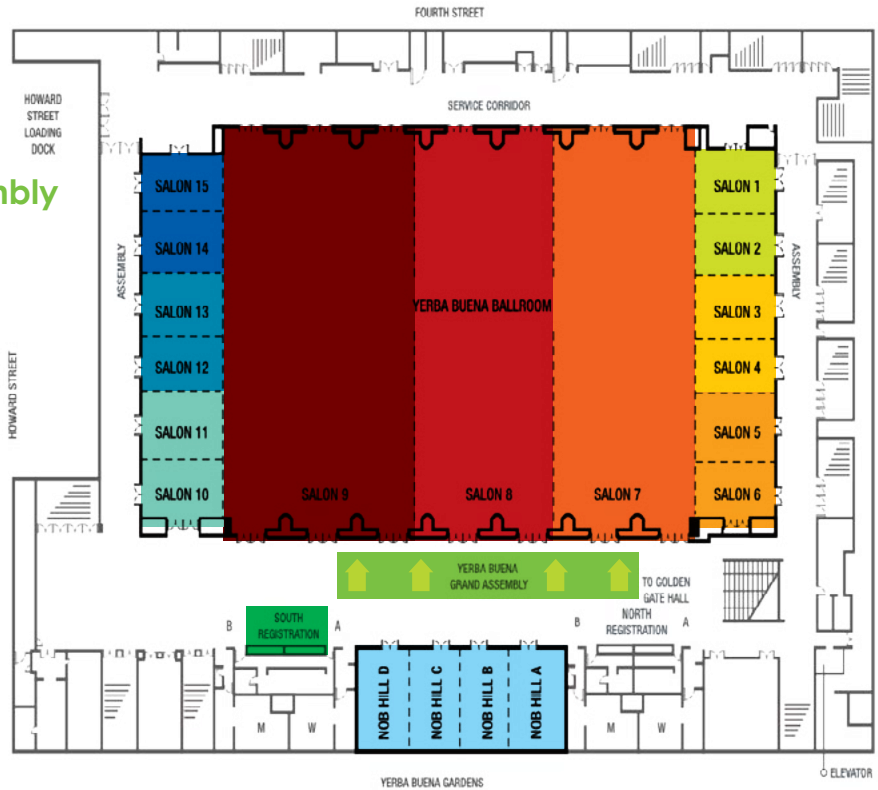 FOURTH STREET
HOWARD
STREET
LOADING
DOCK
SERVICE CORRIDOR
mbly
SALON 15
SALON 14
SALON 13
SALON 12
SALON 11
SALON 10
ASSEMBLY
HOWARD STREET
YERBA BUENA BALLROOM
SALON 9
SALON 8
SALON 7
SALON 1
SALON 2
SALON 3
SALON 4
SALON 5
SALON 6
ASSEMBLY
YERBA BUENA
GRAND ASSEMBLY
TO GOLDEN
GATE HALL
B
SOUTH
REGISTRATION
A
B
NORTH
REGISTRATION
A
NOB HILL D
NOB HILL C
NOB HILL B
NOB HILL A
M
W
M
W
ELEVATOR
YERBA BUENA GARDENS